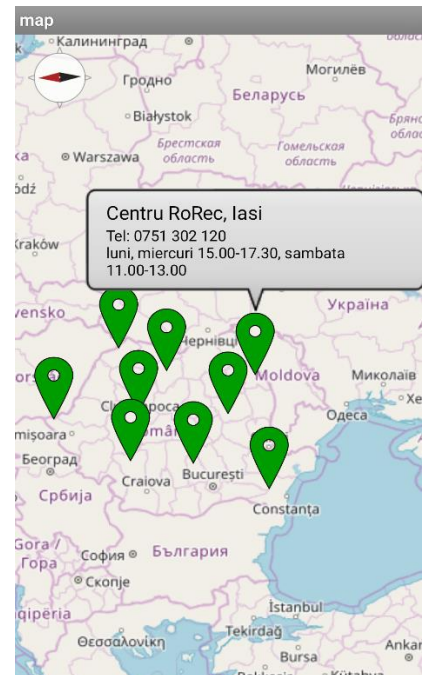 map
Калининград
Гродно
Могилёв
Беларусь
Białystok
Брестская
область
Гомельская
область
Warszawa
Centru RoRec, Iasi
Tel: 0751 302 120
luni, miercuri 15.00-17.30, sambata
11.00-13.00
Україна
Moldova
Миколаїв
Одеса
Београд
București
Craiova
Србија
Constanța
София
България
Скопје
İstanbul
Θεσσαλονίκη
Tekirdağ
Bursa